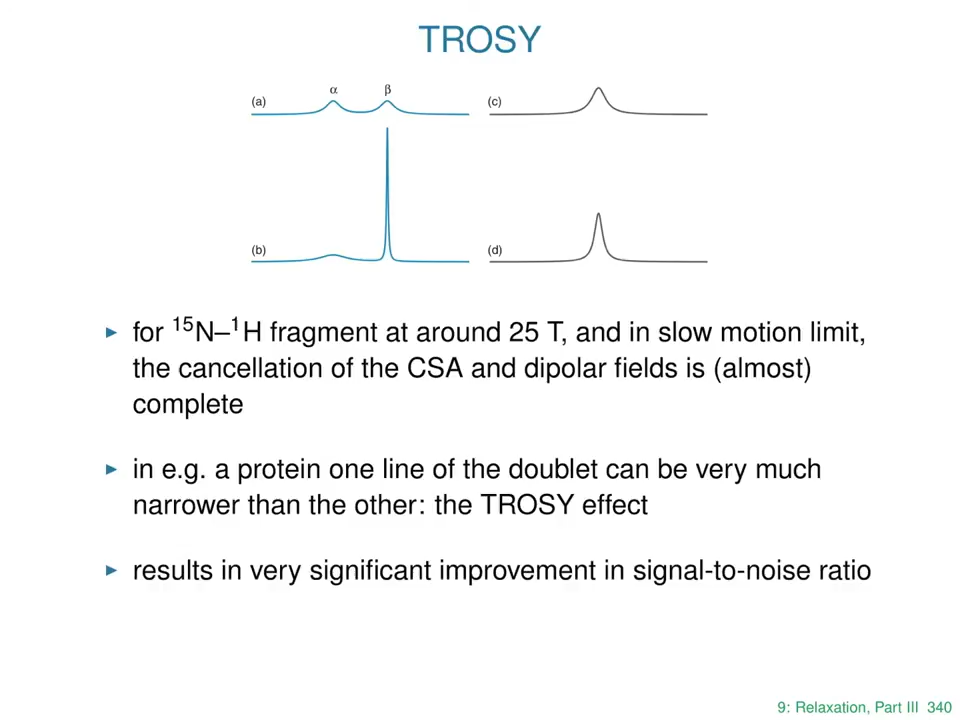 TROSY
α β
(a) (c)
(b) (d)
▶ for ¹⁵N–¹H fragment at around 25 T, and in slow motion limit,
the cancellation of the CSA and dipolar fields is (almost)
complete
▶ in e.g. a protein one line of the doublet can be very much
narrower than the other: the TROSY effect
▶ results in very significant improvement in signal-to-noise ratio
9: Relaxation, Part III 340